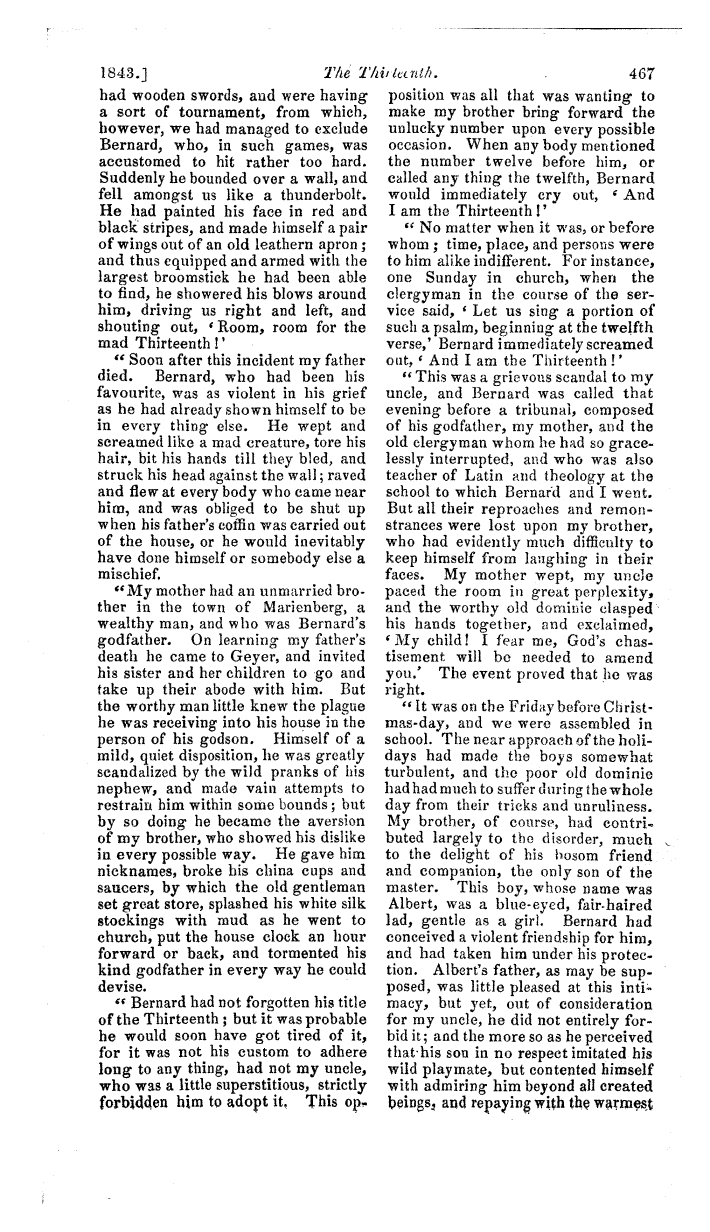 1843.] The Thirteenth. 467
had wooden swords, and were having
a sort of tournament, from which,
however, we had managed to exclude
Bernard, who, in such games, was
accustomed to hit rather too hard.
Suddenly he bounded over a wall, and
fell amongst us like a thunderbolt.
He had painted his face in red and
black stripes, and made himself a pair
of wings out of an old leathern apron;
and thus equipped and armed with the
largest broomstick he had been able
to find, he showered his blows around
him, driving us right and left, and
shouting out, ‘Room, room for the
mad Thirteenth!’
“Soon after this incident my father
died. Bernard, who had been his
favourite, was as violent in his grief
as he had already shown himself to be
in every thing else. He wept and
screamed like a mad creature, tore his
hair, bit his hands till they bled, and
struck his head against the wall; raved
and flew at every body who came near
him, and was obliged to be shut up
when his father's coffin was carried out
of the house, or he would inevitably
have done himself or somebody else a
mischief.
“My mother had an unmarried bro-
ther in the town of Marienberg, a
wealthy man, and who was Bernard's
godfather. On learning my father's
death he came to Geyer, and invited
his sister and her children to go and
take up their abode with him. But
the worthy man little knew the plague
he was receiving into his house in the
person of his godson. Himself of a
mild, quiet disposition, he was greatly
scandalized by the wild pranks of his
nephew, and made vain attempts to
restrain him within some bounds; but
by so doing he became the aversion
of my brother, who showed his dislike
in every possible way. He gave him
nicknames, broke his china cups and
saucers, by which the old gentleman
set great store, splashed his white silk
stockings with mud as he went to
church, put the house clock an hour
forward or back, and tormented his
kind godfather in every way he could
devise.
“Bernard had not forgotten his title
of the Thirteenth; but it was probable
he would soon have got tired of it,
for it was not his custom to adhere
long to any thing, had not my uncle,
who was a little superstitious, strictly
forbidden him to adopt it. This op-
position was all that was wanting to
make my brother bring forward the
unlucky number upon every possible
occasion. When any body mentioned
the number twelve before him, or
called any thing the twelfth, Bernard
would immediately cry out, ‘And
I am the Thirteenth!’
“No matter when it was, or before
whom; time, place, and persons were
to him alike indifferent. For instance,
one Sunday in church, when the
clergyman in the course of the ser-
vice said, ‘Let us sing a portion of
such a psalm, beginning at the twelfth
verse,’ Bernard immediately screamed
out, ‘And I am the Thirteenth!’
“This was a grievous scandal to my
uncle, and Bernard was called that
evening before a tribunal, composed
of his godfather, my mother, and the
old clergyman whom he had so grace-
lessly interrupted, and who was also
teacher of Latin and theology at the
school to which Bernard and I went.
But all their reproaches and remon-
strances were lost upon my brother,
who had evidently much difficulty to
keep himself from laughing in their
faces. My mother wept, my uncle
paced the room in great perplexity,
and the worthy old dominie clasped
his hands together, and exclaimed,
‘My child! I fear me, God's chas-
tisement will be needed to amend
you.’ The event proved that he was
right.
“It was on the Friday before Christ-
mas-day, and we were assembled in
school. The near approach of the holi-
days had made the boys somewhat
turbulent, and the poor old dominie
had had much to suffer during the whole
day from their tricks and unruliness.
My brother, of course, had contri-
buted largely to the disorder, much
to the delight of his bosom friend
and companion, the only son of the
master. This boy, whose name was
Albert, was a blue-eyed, fair-haired
lad, gentle as a girl. Bernard had
conceived a violent friendship for him,
and had taken him under his protec-
tion. Albert's father, as may be sup-
posed, was little pleased at this inti-
macy, but yet, out of consideration
for my uncle, he did not entirely for-
bid it; and the more so as he perceived
that his son in no respect imitated his
wild playmate, but contented himself
with admiring him beyond all created
beings, and repaying with the warmest